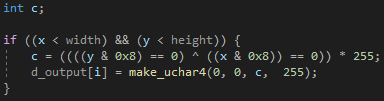 int c;
if ((x < width) && (y < height)) {
c = ((((y & 0x8) == 0) ^ ((x & 0x8)) == 0)) * 255;
d_output[i] = make_uchar4(0, 0, c, 255);
}